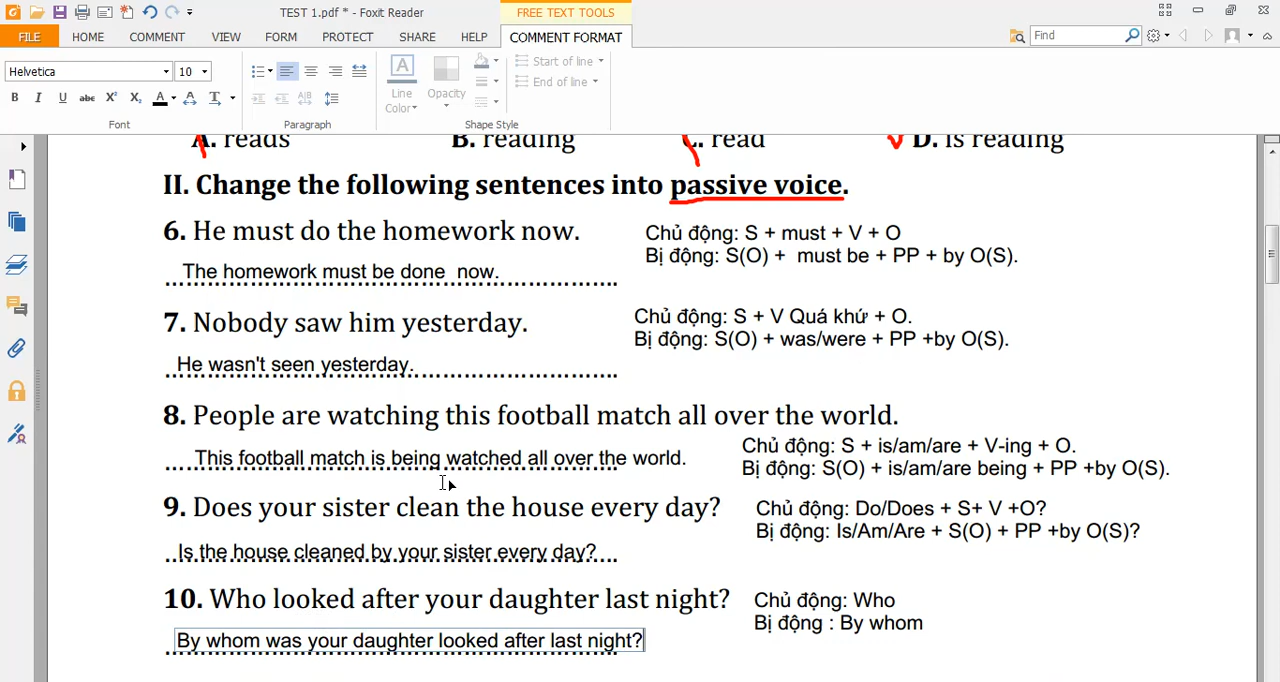 TEST 1.pdf * - Foxit Reader
FREE TEXT TOOLS
FILE HOME COMMENT VIEW FORM PROTECT SHARE HELP COMMENT FORMAT
Find
Helvetica 10
Start of line
End of line
B I U abc X² X₂ A A T
Line Color
Opacity
Font Paragraph Shape Style
A. reads B. reading C. read D. is reading
II. Change the following sentences into passive voice.
6. He must do the homework now.
Chủ động: S + must + V + O
Bị động: S(O) + must be + PP + by O(S).
The homework must be done now.
7. Nobody saw him yesterday.
Chủ động: S + V Quá khứ + O.
Bị động: S(O) + was/were + PP +by O(S).
He wasn't seen yesterday.
8. People are watching this football match all over the world.
Chủ động: S + is/am/are + V-ing + O.
Bị động: S(O) + is/am/are being + PP +by O(S).
This football match is being watched all over the world.
9. Does your sister clean the house every day?
Chủ động: Do/Does + S+ V +O?
Bị động: Is/Am/Are + S(O) + PP +by O(S)?
Is the house cleaned by your sister every day?
10. Who looked after your daughter last night?
Chủ động: Who
Bị động : By whom
By whom was your daughter looked after last night?